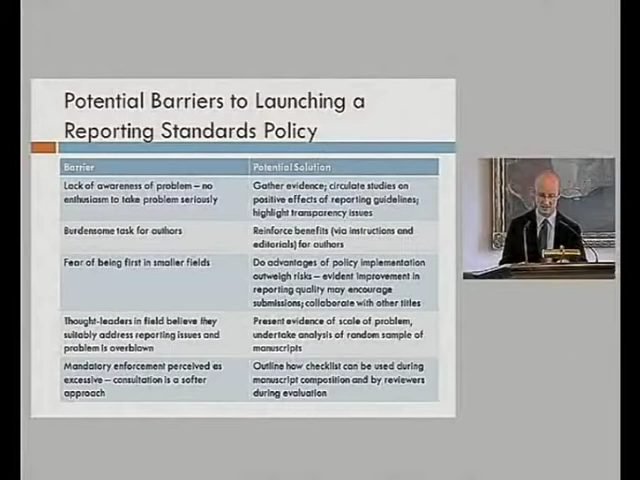 Potential Barriers to Launching a
Reporting Standards Policy
Barrier
Potential Solution
Lack of awareness of problem – no
enthusiasm to take problem seriously
Gather evidence; circulate studies on
positive effects of reporting guidelines;
highlight transparency issues
Burdensome task for authors
Reinforce benefits (via instructions and
editorials) for authors
Fear of being first in smaller fields
Do advantages of policy implementation
outweigh risks – evident improvement in
reporting quality may encourage
submissions; collaborate with other titles
Thought-leaders in field believe they
suitably address reporting issues and
problem is overblown
Present evidence of scale of problem,
undertake analysis of random sample of
manuscripts
Mandatory enforcement perceived as
excessive – consultation is a softer
approach
Outline how checklist can be used during
manuscript composition and by reviewers
during evaluation